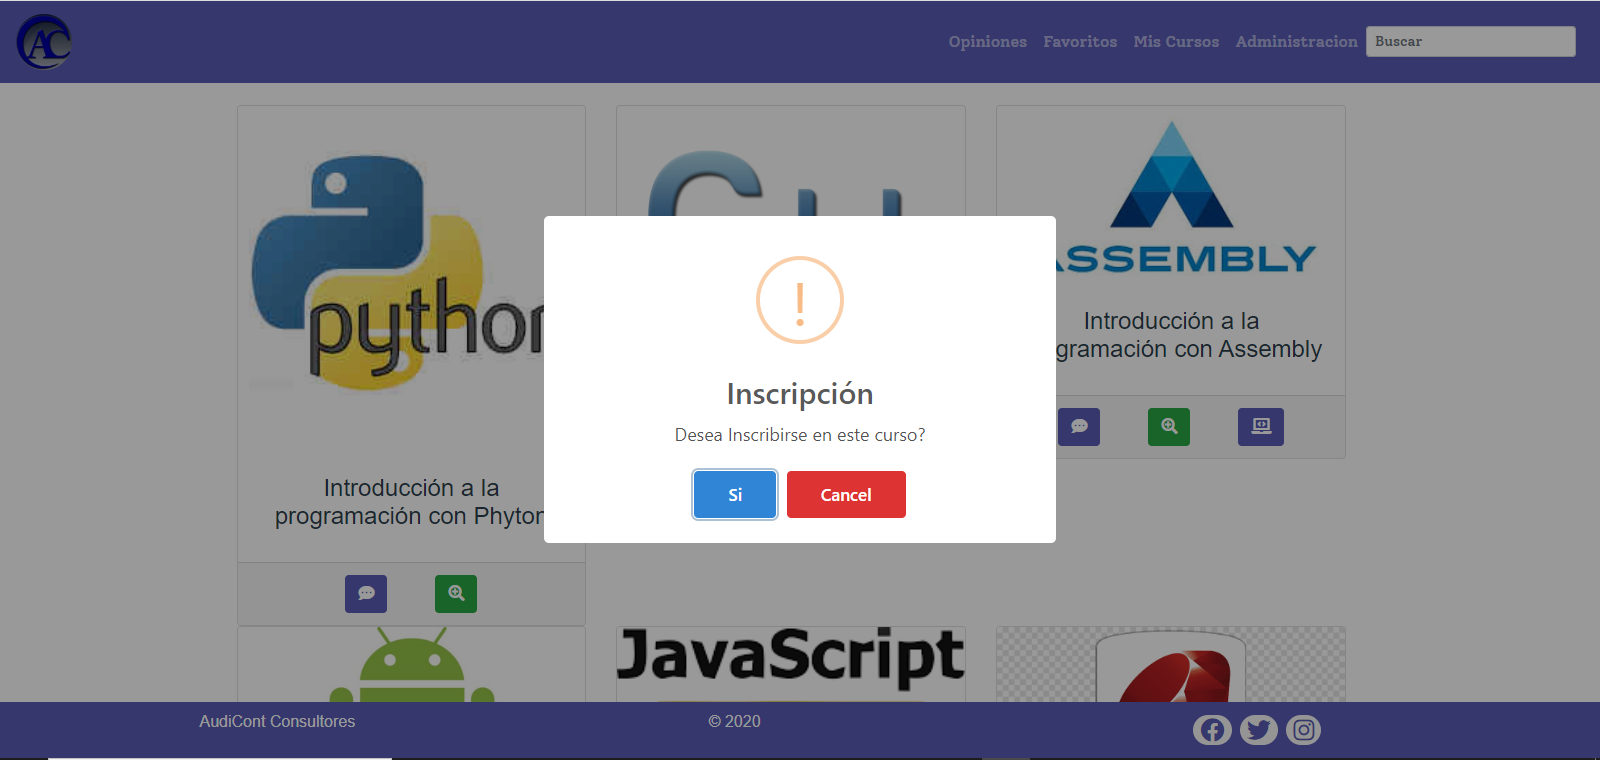 AC
Opiniones Favoritos Mis Cursos Administracion Buscar
python
ASSEMBLY
Introducción a la
gramación con Assembly
Inscripción
Desea Inscribirse en este curso?
Si Cancel
Introducción a la
programación con Phyton
JavaScript
AudiCont Consultores © 2020